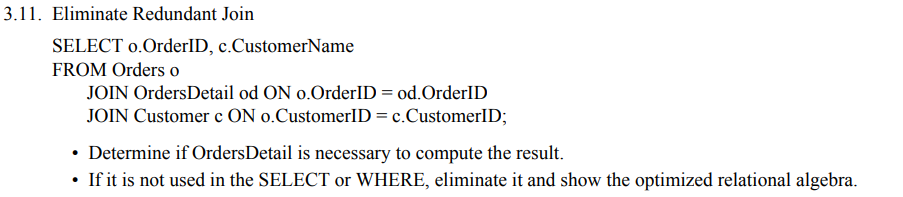 3.11. Eliminate Redundant Join
SELECT o.OrderID, c.CustomerName
FROM Orders o
JOIN OrdersDetail od ON o.OrderID = od.OrderID
JOIN Customer c ON o.CustomerID = c.CustomerID;
• Determine if OrdersDetail is necessary to compute the result.
• If it is not used in the SELECT or WHERE, eliminate it and show the optimized relational algebra.